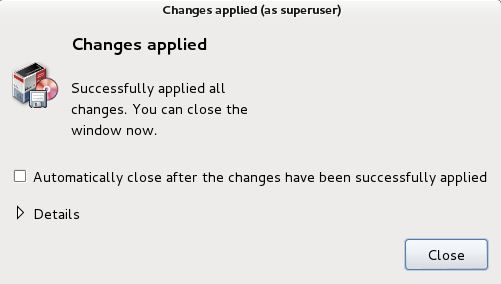 Changes applied (as superuser)
Changes applied
Successfully applied all
changes. You can close the
window now.
Automatically close after the changes have been successfully applied
Details
Close